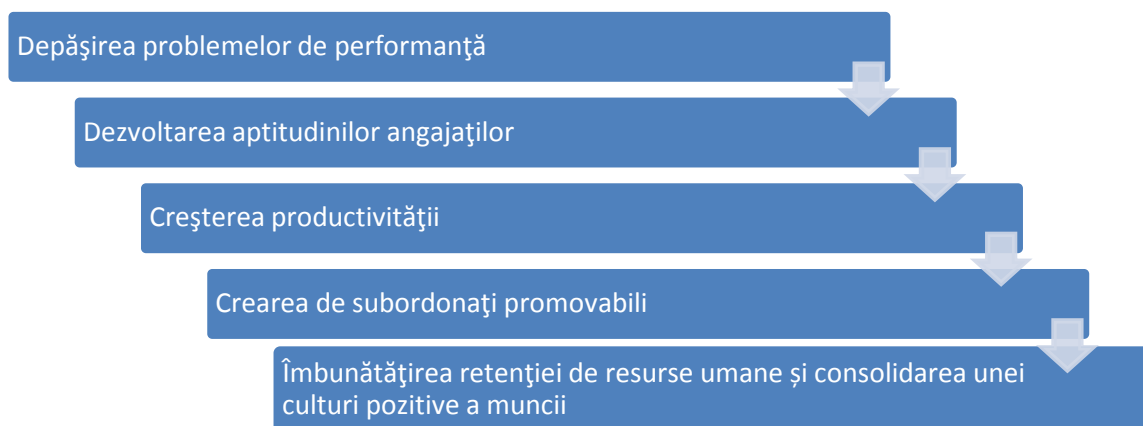 Depăşirea problemelor de performanţă
Dezvoltarea aptitudinilor angajaţilor
Creşterea productivităţii
Crearea de subordonaţi promovabili
Îmbunătăţirea retenţiei de resurse umane și consolidarea unei
culturi pozitive a muncii